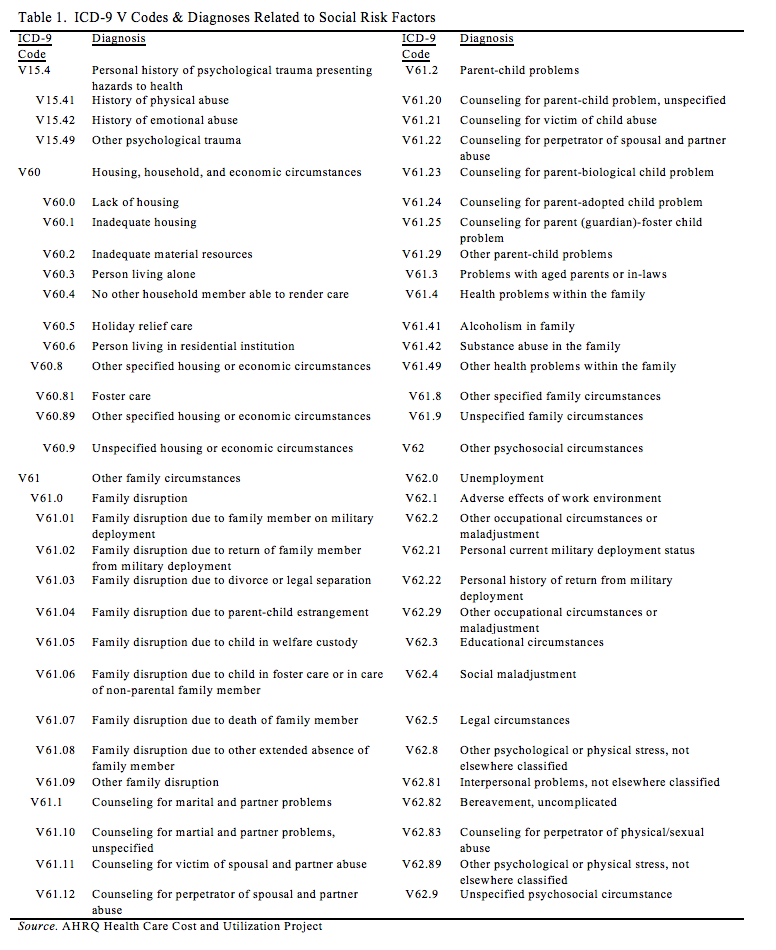 Table 1. ICD-9 V Codes & Diagnoses Related to Social Risk Factors
ICD-9
Code
Diagnosis
V15.4 Personal history of psychological trauma presenting
hazards to health
V15.41 History of physical abuse
V15.42 History of emotional abuse
V15.49 Other psychological trauma
V60 Housing, household, and economic circumstances
V60.0 Lack of housing
V60.1 Inadequate housing
V60.2 Inadequate material resources
V60.3 Person living alone
V60.4 No other household member able to render care
V60.5 Holiday relief care
V60.6 Person living in residential institution
V60.8 Other specified housing or economic circumstances
V60.81 Foster care
V60.89 Other specified housing or economic circumstances
V60.9 Unspecified housing or economic circumstances
V61 Other family circumstances
V61.0 Family disruption
V61.01 Family disruption due to family member on military
deployment
V61.02 Family disruption due to return of family member
from military deployment
V61.03 Family disruption due to divorce or legal separation
V61.04 Family disruption due to parent-child estrangement
V61.05 Family disruption due to child in welfare custody
V61.06 Family disruption due to child in foster care or in care
of non-parental family member
V61.07 Family disruption due to death of family member
V61.08 Family disruption due to other extended absence of
family member
V61.09 Other family disruption
V61.1 Counseling for marital and partner problems
V61.10 Counseling for martial and partner problems,
unspecified
V61.11 Counseling for victim of spousal and partner abuse
V61.12 Counseling for perpetrator of spousal and partner
abuse
ICD-9
Code
Diagnosis
V61.2 Parent-child problems
V61.20 Counseling for parent-child problem, unspecified
V61.21 Counseling for victim of child abuse
V61.22 Counseling for perpetrator of spousal and partner
abuse
V61.23 Counseling for parent-biological child problem
V61.24 Counseling for parent-adopted child problem
V61.25 Counseling for parent (guardian)-foster child
problem
V61.29 Other parent-child problems
V61.3 Problems with aged parents or in-laws
V61.4 Health problems within the family
V61.41 Alcoholism in family
V61.42 Substance abuse in the family
V61.49 Other health problems within the family
V61.8 Other specified family circumstances
V61.9 Unspecified family circumstances
V62 Other psychosocial circumstances
V62.0 Unemployment
V62.1 Adverse effects of work environment
V62.2 Other occupational circumstances or
maladjustment
V62.21 Personal current military deployment status
V62.22 Personal history of return from military
deployment
V62.29 Other occupational circumstances or
maladjustment
V62.3 Educational circumstances
V62.4 Social maladjustment
V62.5 Legal circumstances
V62.8 Other psychological or physical stress, not
elsewhere classified
V62.81 Interpersonal problems, not elsewhere classified
V62.82 Bereavement, uncomplicated
V62.83 Counseling for perpetrator of physical/sexual
abuse
V62.89 Other psychological or physical stress, not
elsewhere classified
V62.9 Unspecified psychosocial circumstance
Source. AHRQ Health Care Cost and Utilization Project